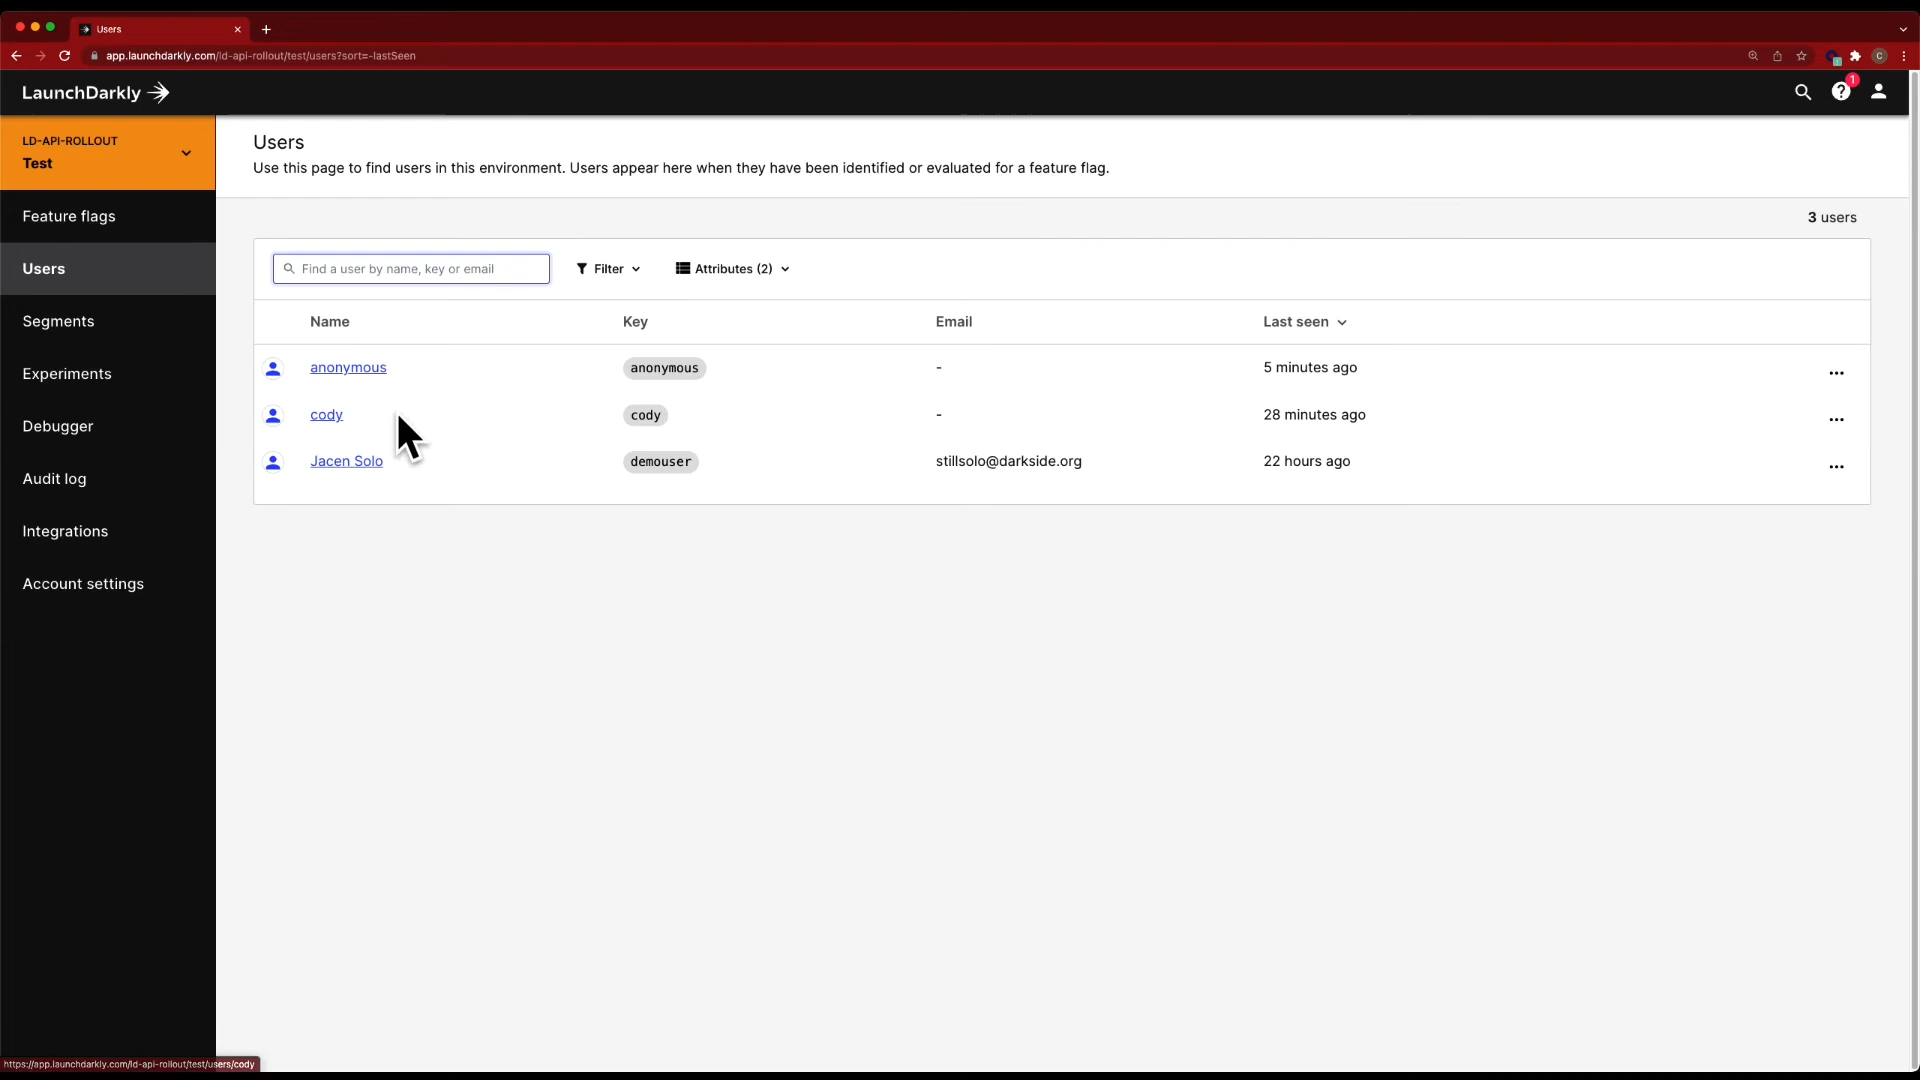 Users
app.launchdarkly.com/ld-api-rollout/test/users?sort=-lastSeen
C
LaunchDarkly
1
LD-API-ROLLOUT
Test
Feature flags
Users
Segments
Experiments
Debugger
Audit log
Integrations
Account settings
Users
Use this page to find users in this environment. Users appear here when they have been identified or evaluated for a feature flag.
3 users
Find a user by name, key or email
Filter
Attributes (2)
Name Key Email Last seen
anonymous anonymous - 5 minutes ago
cody cody - 28 minutes ago
Jacen Solo demouser stillsolo@darkside.org 22 hours ago
https://app.launchdarkly.com/ld-api-rollout/test/users/cody